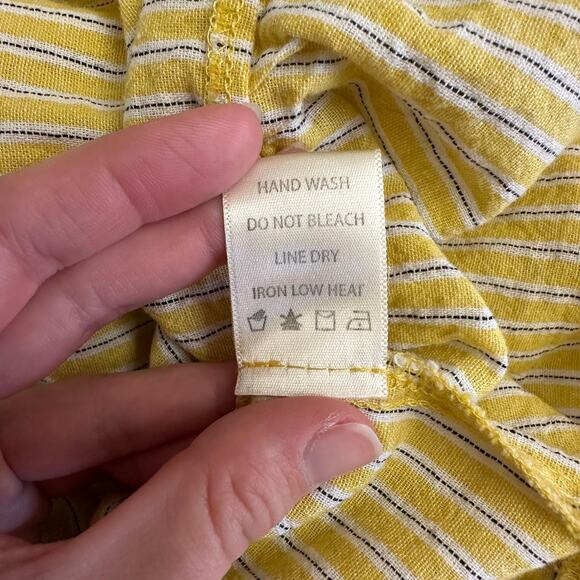 HAND WASH
DO NOT BLEACH
LINE DRY
IRON LOW HEAT